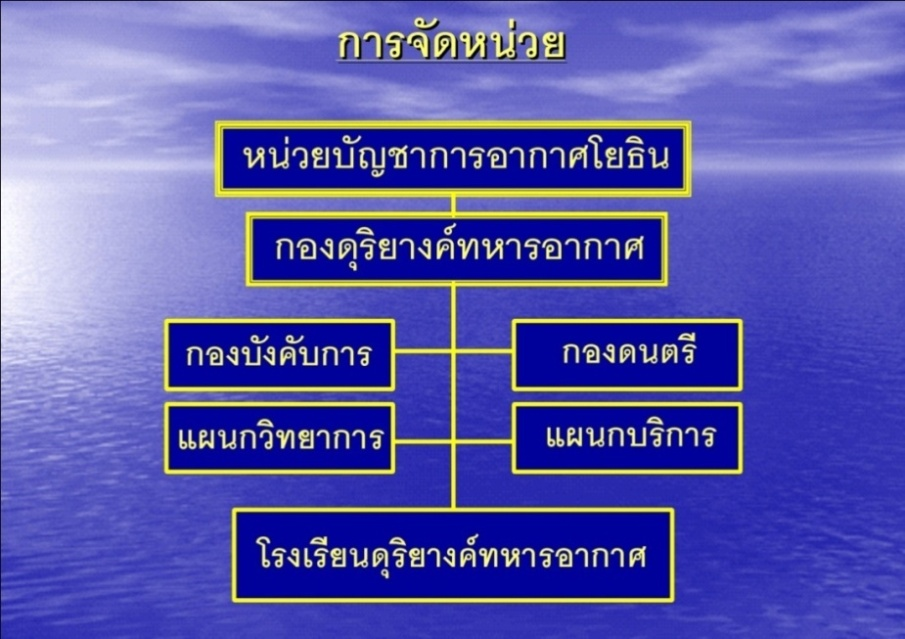 การจัดหน่วย
หน่วยบัญชาการอากาศโยธิน
กองดุริยางค์ทหารอากาศ
กองบังคับการ
กองดนตรี
แผนกวิทยาการ
แผนกบริการ
โรงเรียนดุริยางค์ทหารอากาศ